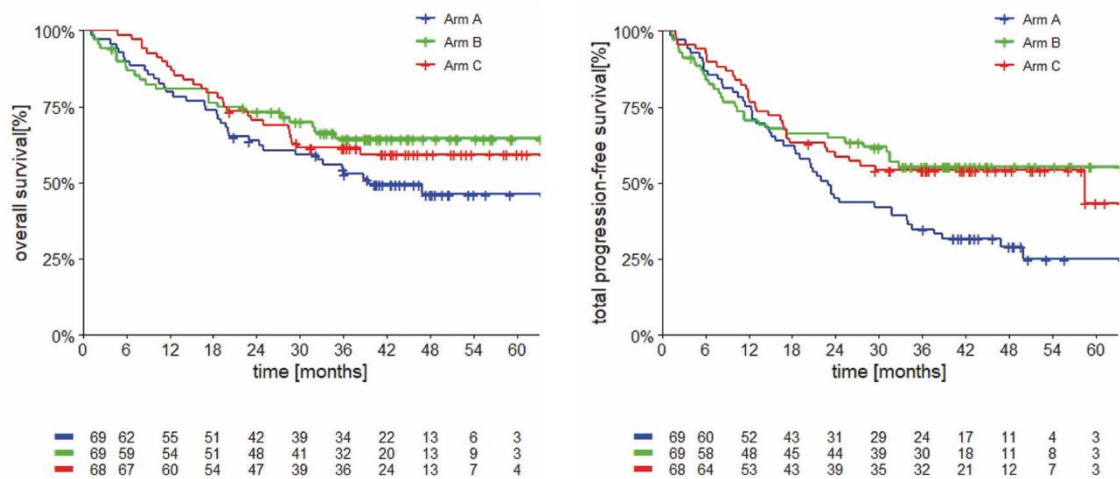 Arm A
Arm B
Arm C
100%
75%
50%
25%
0%
overall survival[%]
0 6 12 18 24 30 36 42 48 54 60
time [months]
69 62 55 51 42 39 34 22 13 6 3
69 59 54 51 48 41 32 20 13 9 3
68 67 60 54 47 39 36 24 13 7 4
Arm A
Arm B
Arm C
100%
75%
50%
25%
0%
total progression-free survival[%]
0 6 12 18 24 30 36 42 48 54 60
time [months]
69 60 52 43 31 29 24 17 11 4 3
69 58 48 45 44 39 30 18 11 8 3
68 64 53 43 39 35 32 21 12 7 3